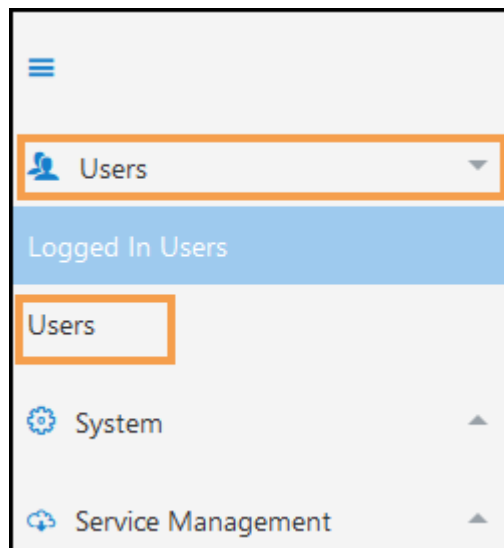 Users
Logged In Users
Users
System
Service Management